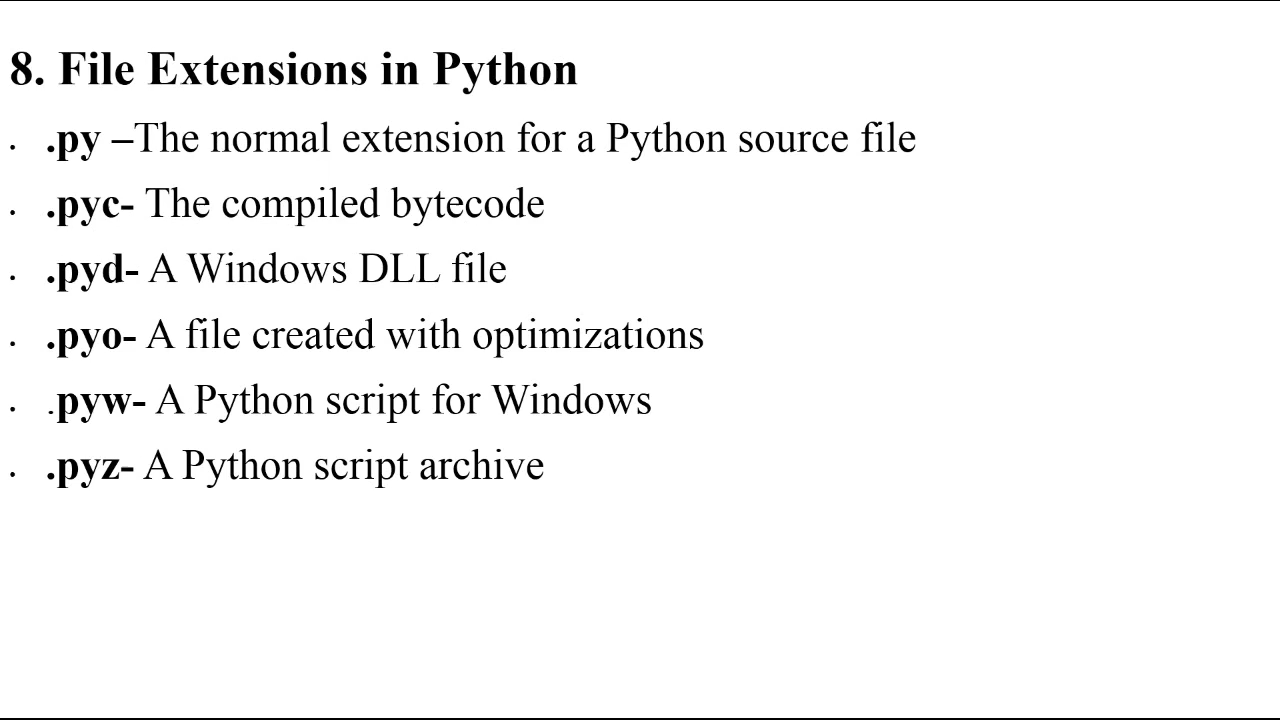 8. File Extensions in Python
• .py –The normal extension for a Python source file
• .pyc- The compiled bytecode
• .pyd- A Windows DLL file
• .pyo- A file created with optimizations
• .pyw- A Python script for Windows
• .pyz- A Python script archive